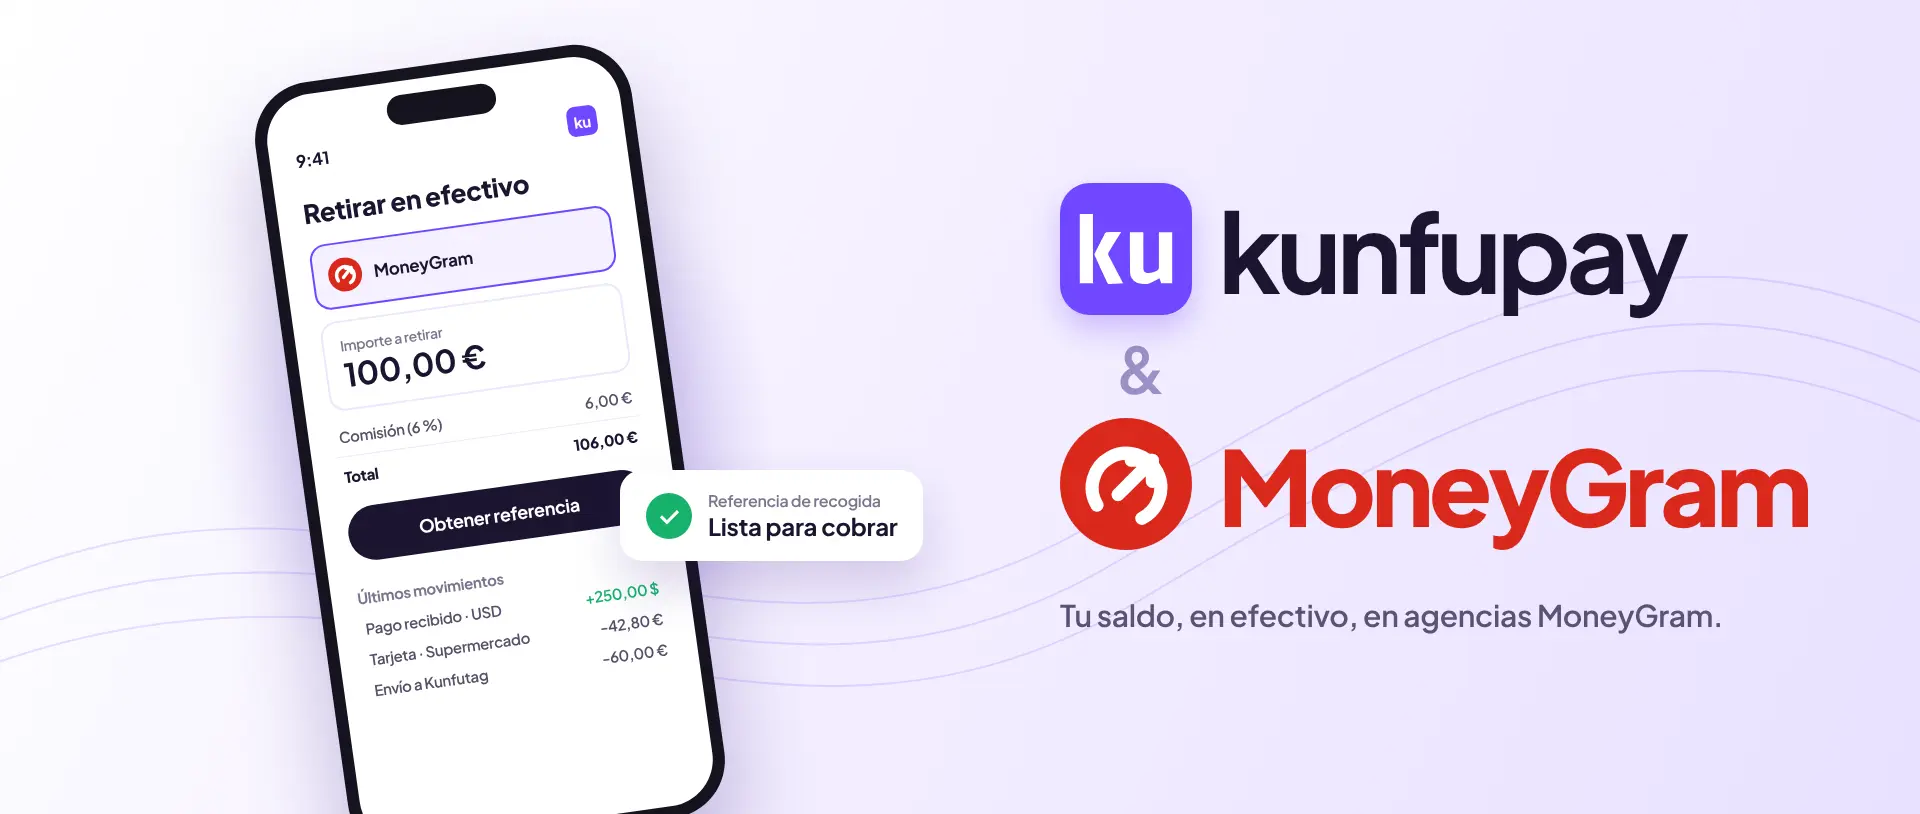 9:41
ku
Retirar en efectivo
MoneyGram
Importe a retirar
100,00 €
Comisión (6 %) 6,00 €
Total 106,00 €
Obtener referencia
Referencia de recogida
Lista para cobrar
Últimos movimientos
Pago recibido · USD +250,00 $
Tarjeta · Supermercado -42,80 €
Envío a Kunfutag -60,00 €
ku kunfupay
&
MoneyGram
Tu saldo, en efectivo, en agencias MoneyGram.